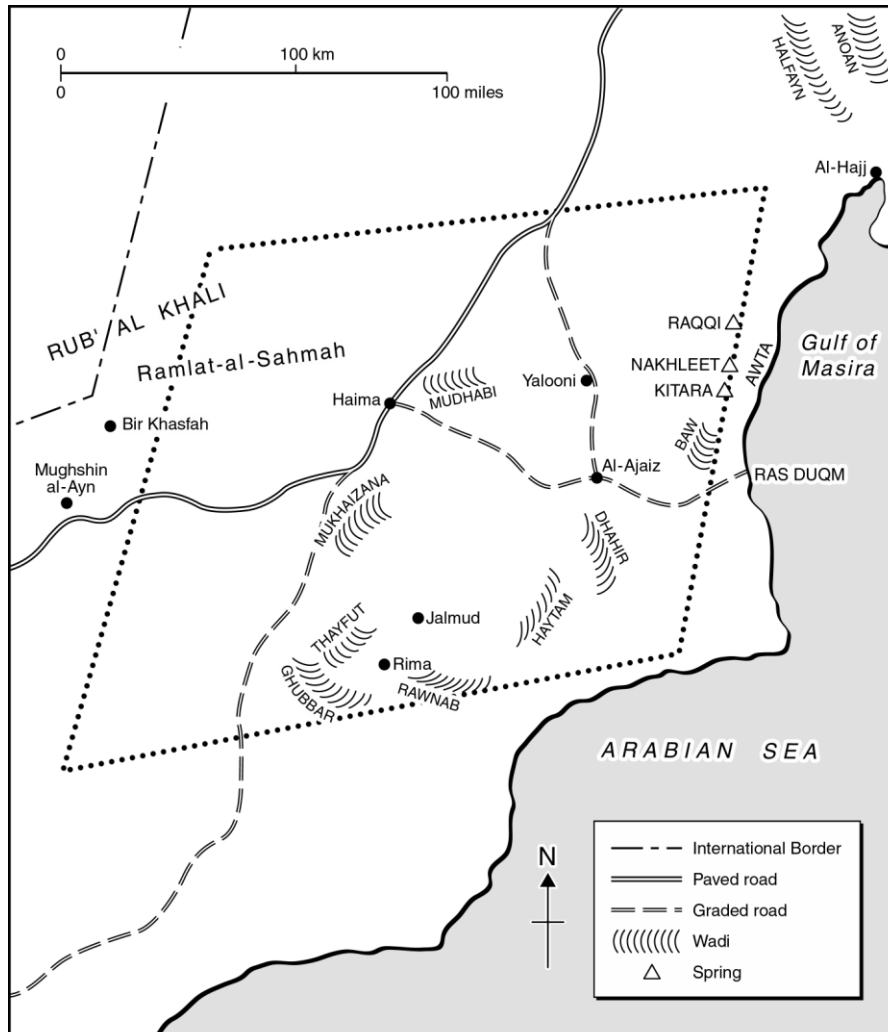 0
100 km
0
100 miles
HALFAYN
ANOAN
Al-Hajj
RUB' AL KHALI
Ramlat-al-Sahmah
RAQQI
Gulf of
Masira
NAKHLEET
AWTA
KITARA
Yalooni
MUDHABI
Haima
Bir Khasfah
BAW
Mughshin
al-Ayn
Al-Ajaiz
RAS DUQM
MUKHAIZANA
DHAHIR
HAYTAM
THAYFUT
Jalmud
Rima
GHUBBAR
RAWNAB
ARABIAN SEA
N
International Border
Paved road
Graded road
Wadi
Spring